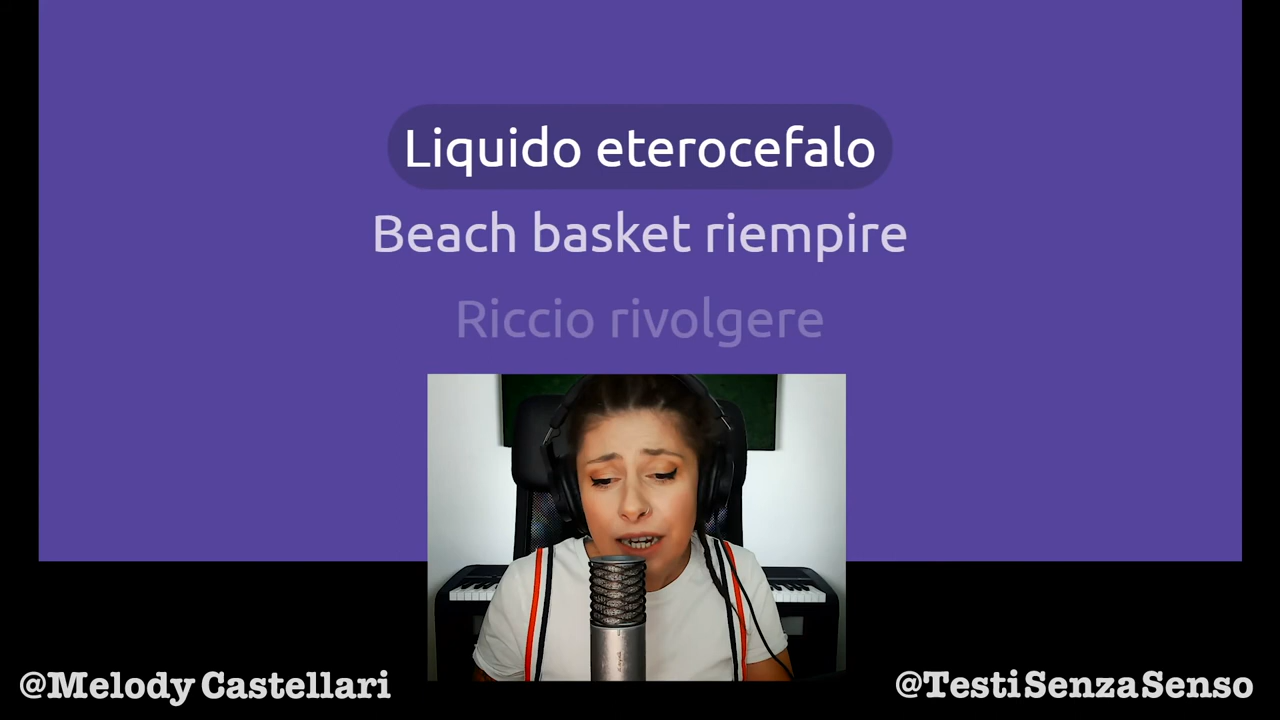 Liquido eterocefalo
Beach basket riempire
Riccio rivolgere
@Melody Castellari
@TestiSenzaSenso